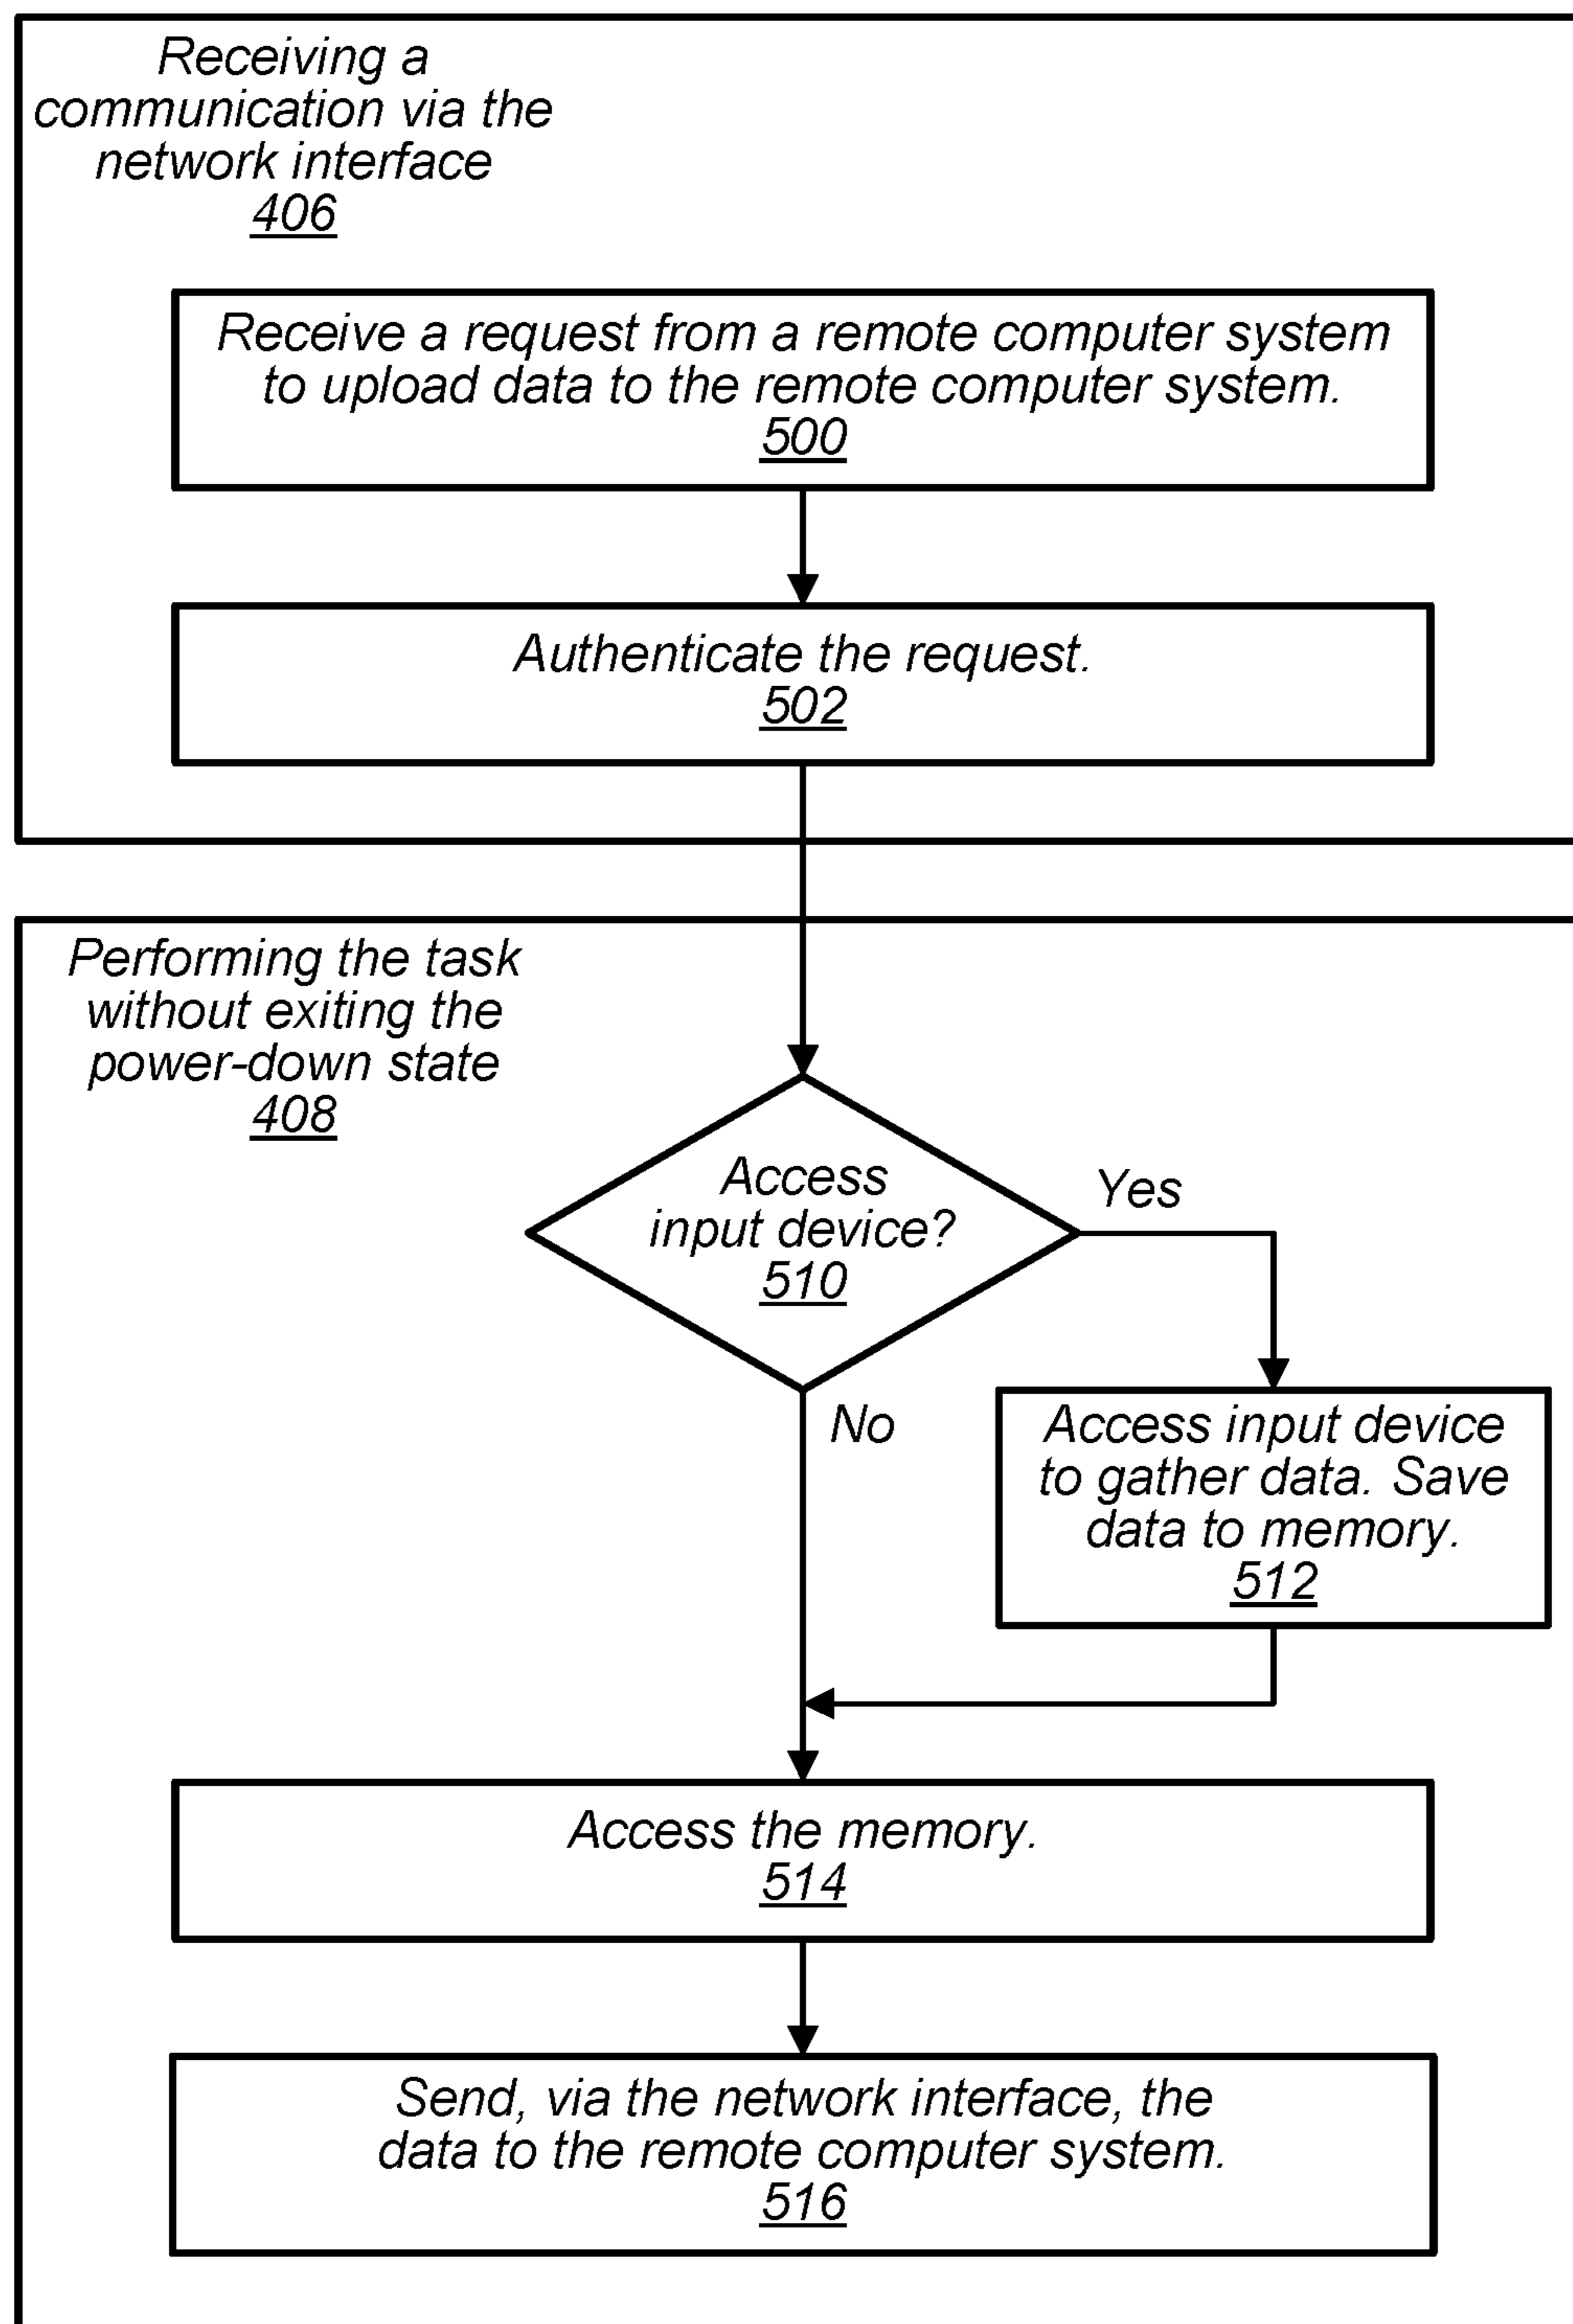 Receiving a
communication via the
network interface
406
Receive a request from a remote computer system
to upload data to the remote computer system.
500
Authenticate the request.
502
Performing the task
without exiting the
power-down state
408
Access
input device?
510
Yes
No
Access input device
to gather data. Save
data to memory.
512
Access the memory.
514
Send, via the network interface, the
data to the remote computer system.
516